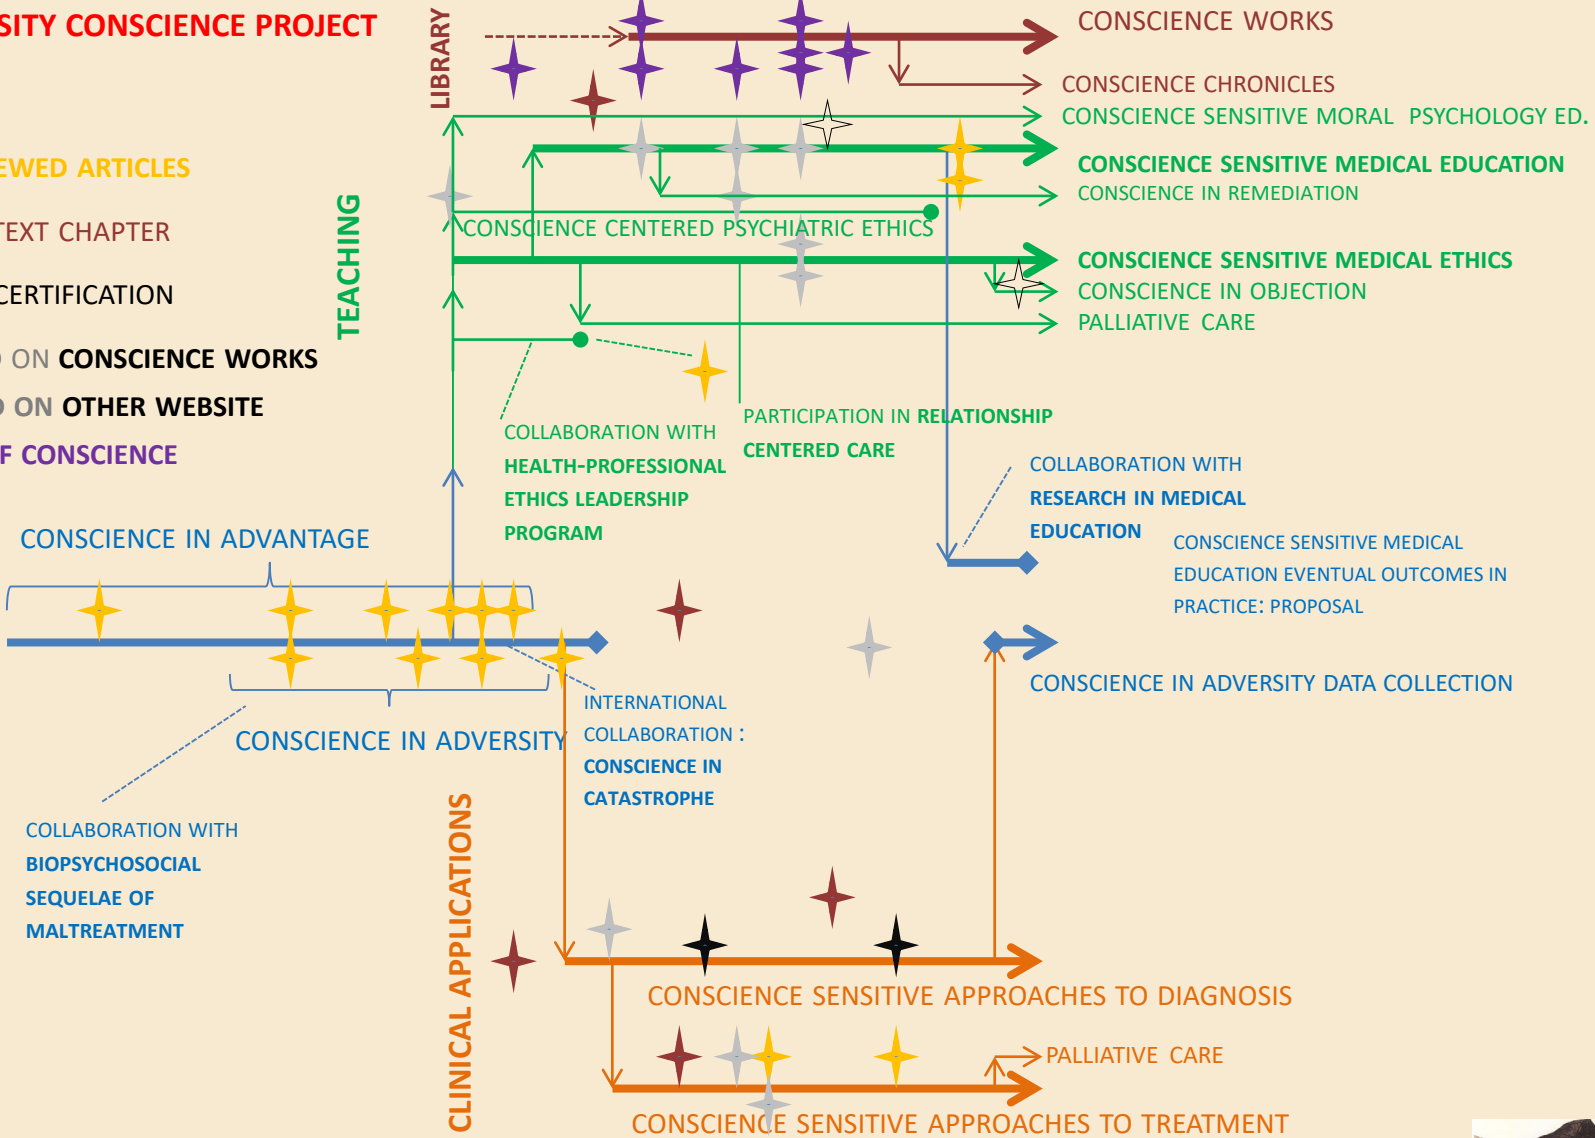 SITY CONSCIENCE PROJECT
EWED ARTICLES
TEXT CHAPTER
CERTIFICATION
ON CONSCIENCE WORKS
ON OTHER WEBSITE
F CONSCIENCE
LIBRARY
CONSCIENCE WORKS
CONSCIENCE CHRONICLES
TEACHING
CONSCIENCE SENSITIVE MORAL PSYCHOLOGY ED.
CONSCIENCE SENSITIVE MEDICAL EDUCATION
CONSCIENCE IN REMEDIATION
CONSCIENCE CENTERED PSYCHIATRIC ETHICS
CONSCIENCE SENSITIVE MEDICAL ETHICS
CONSCIENCE IN OBJECTION
PALLIATIVE CARE
COLLABORATION WITH
HEALTH-PROFESSIONAL
ETHICS LEADERSHIP
PROGRAM
PARTICIPATION IN RELATIONSHIP
CENTERED CARE
COLLABORATION WITH
RESEARCH IN MEDICAL
EDUCATION
CONSCIENCE SENSITIVE MEDICAL
EDUCATION EVENTUAL OUTCOMES IN
PRACTICE: PROPOSAL
CONSCIENCE IN ADVANTAGE
CONSCIENCE IN ADVERSITY
CONSCIENCE IN ADVERSITY DATA COLLECTION
INTERNATIONAL
COLLABORATION :
CONSCIENCE IN
CATASTROPHE
COLLABORATION WITH
BIOPSYCHOSOCIAL
SEQUELAE OF
MALTREATMENT
CLINICAL APPLICATIONS
CONSCIENCE SENSITIVE APPROACHES TO DIAGNOSIS
PALLIATIVE CARE
CONSCIENCE SENSITIVE APPROACHES TO TREATMENT